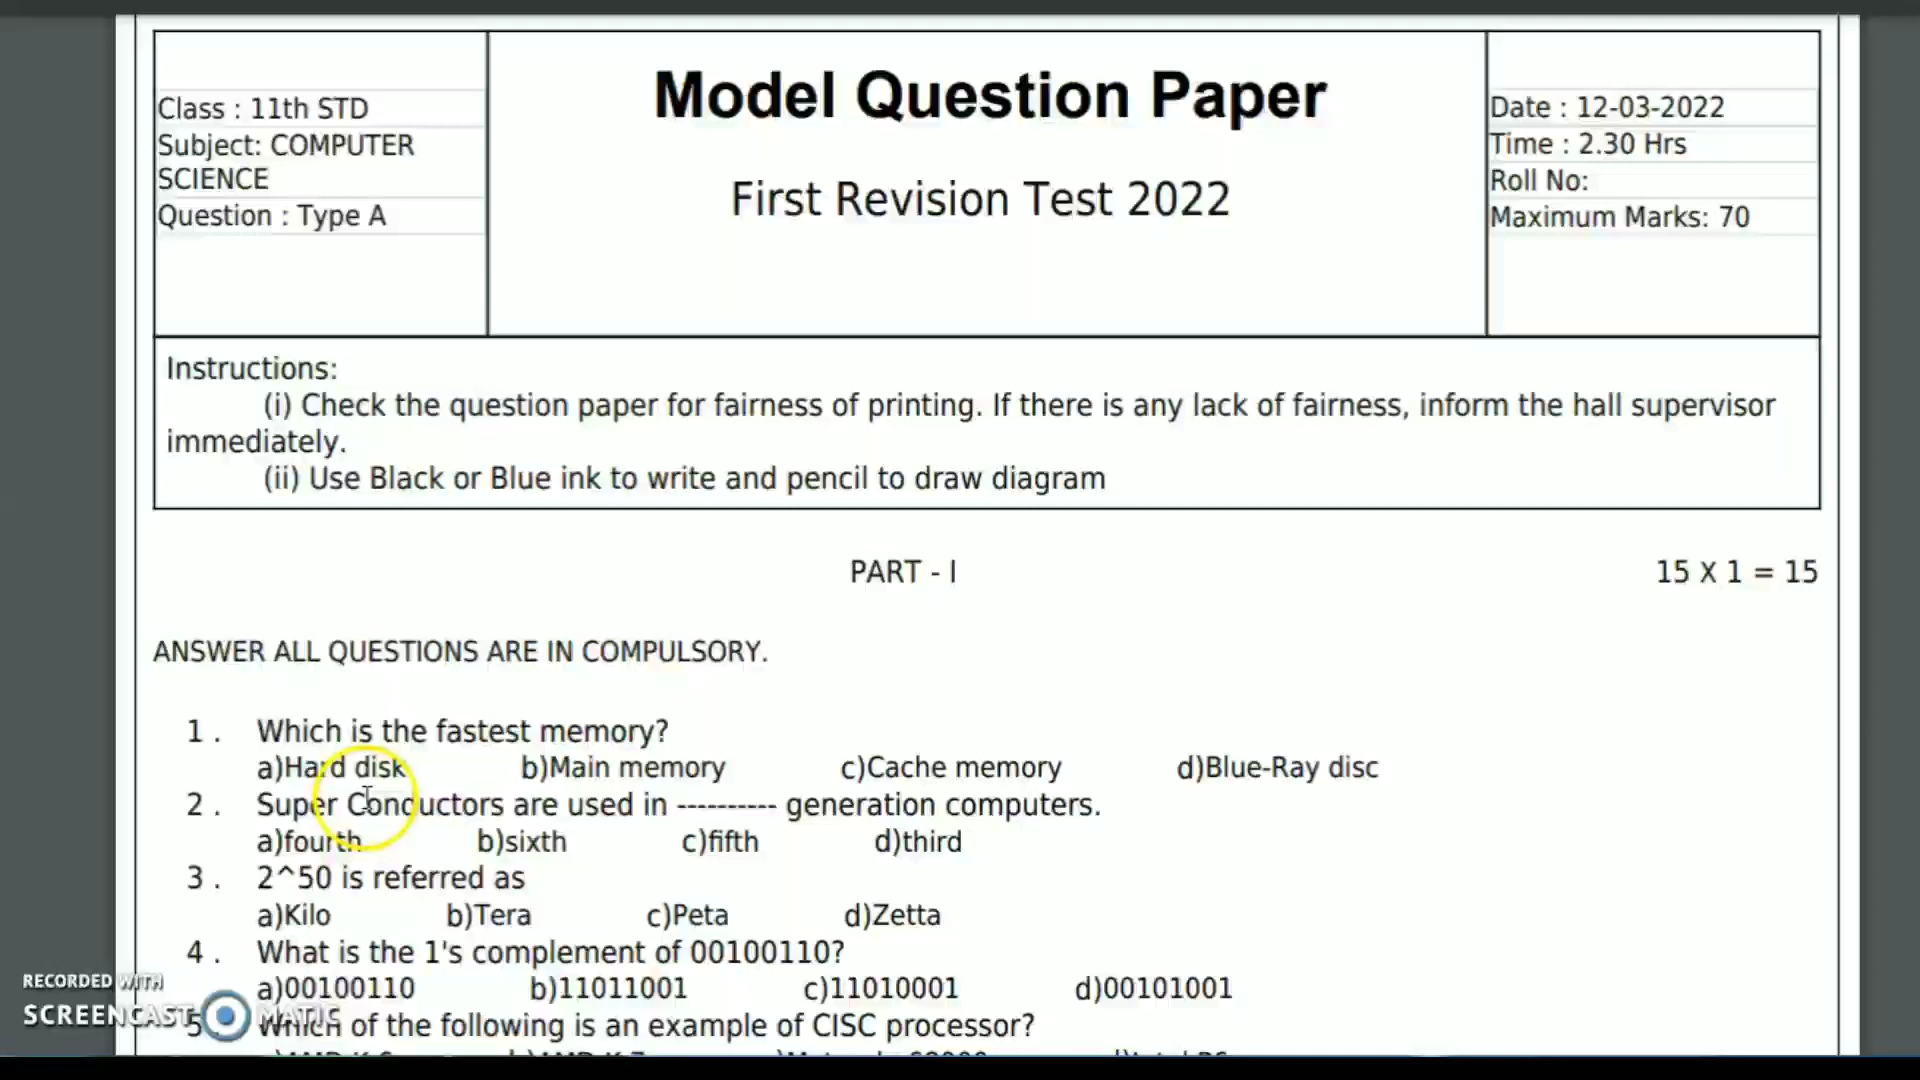 Class : 11th STD
Subject: COMPUTER
SCIENCE
Question : Type A
Model Question Paper
First Revision Test 2022
Date : 12-03-2022
Time : 2.30 Hrs
Roll No:
Maximum Marks: 70
Instructions:
(i) Check the question paper for fairness of printing. If there is any lack of fairness, inform the hall supervisor
immediately.
(ii) Use Black or Blue ink to write and pencil to draw diagram
PART - I 15 X 1 = 15
ANSWER ALL QUESTIONS ARE IN COMPULSORY.
1 . Which is the fastest memory?
a)Hard disk b)Main memory c)Cache memory d)Blue-Ray disc
2 . Super Conductors are used in ---------- generation computers.
a)fourth b)sixth c)fifth d)third
3 . 2^50 is referred as
a)Kilo b)Tera c)Peta d)Zetta
4 . What is the 1's complement of 00100110?
a)00100110 b)11011001 c)11010001 d)00101001
5 Which of the following is an example of CISC processor?
RECORDED WITH
SCREENCAST MATIC